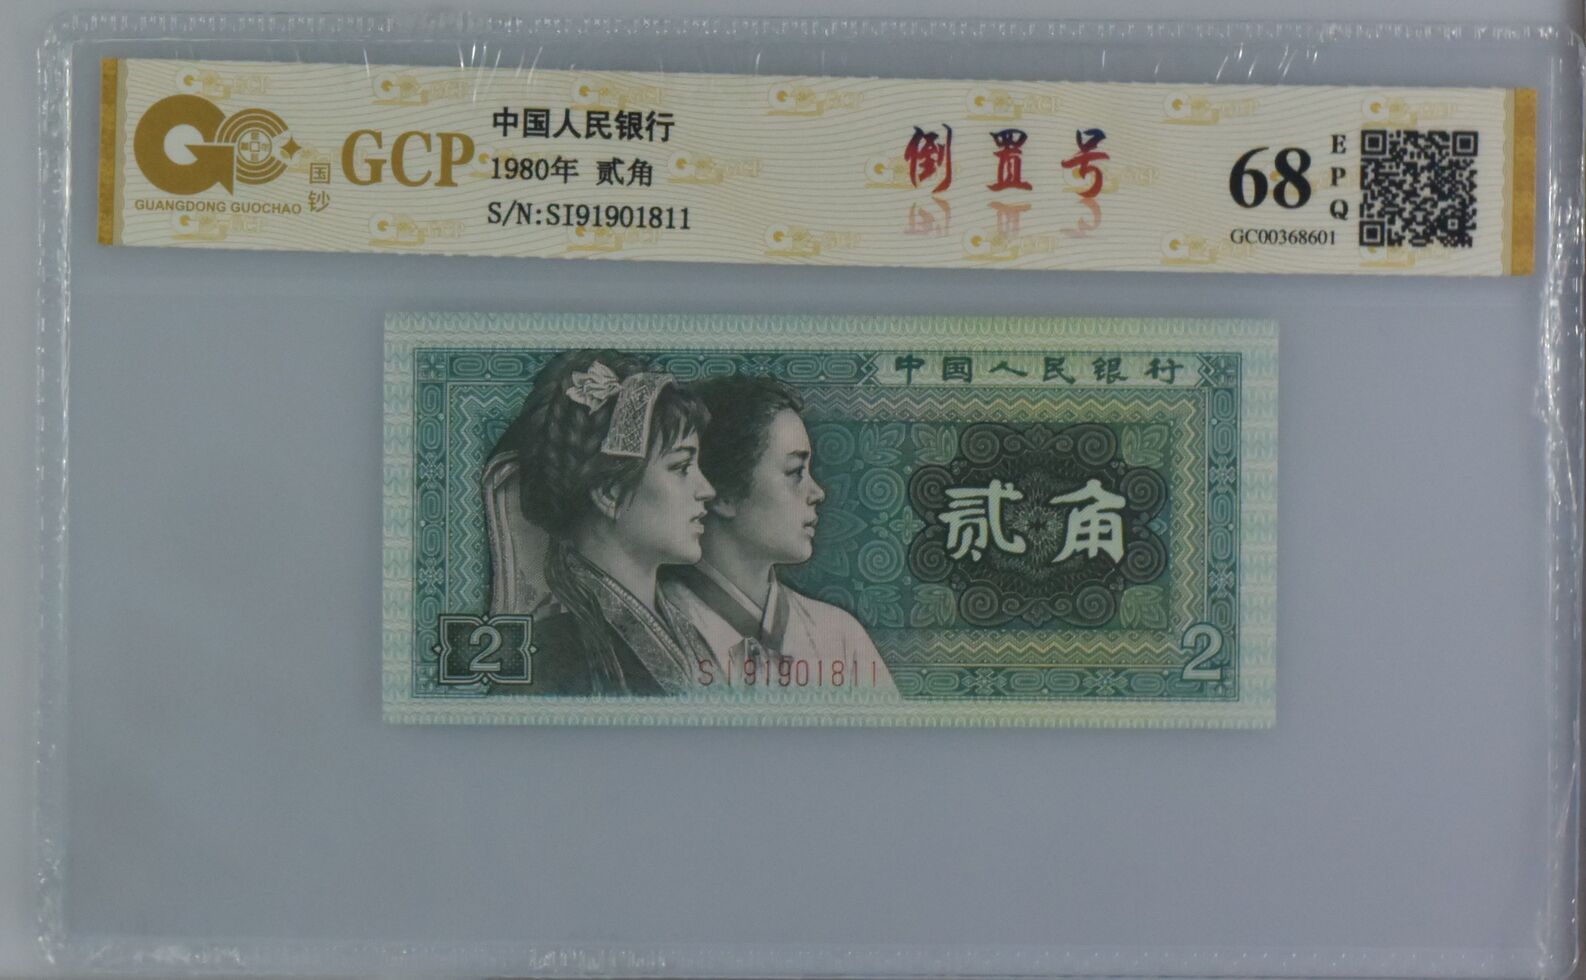 GUANGDONG GUOCHAO
国钞
GCP
中国人民银行
1980年 贰角
S/N:SI91901811
倒置号
68
EPQ
GC00368601
中国人民银行
贰角
2
SI91901811
2